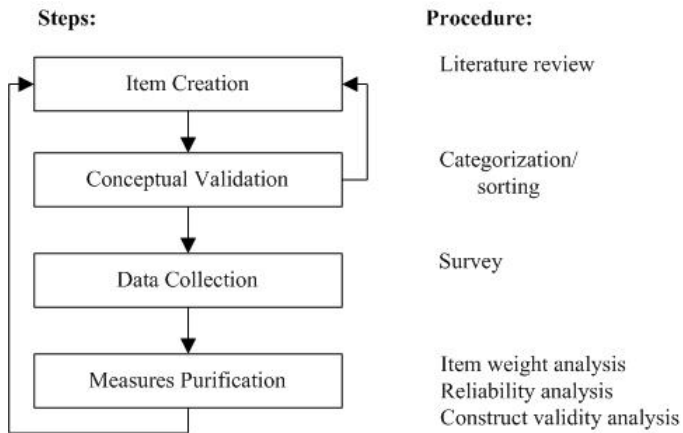 Steps:
Procedure:
Item Creation
Literature review
Conceptual Validation
Categorization/
sorting
Data Collection
Survey
Measures Purification
Item weight analysis
Reliability analysis
Construct validity analysis